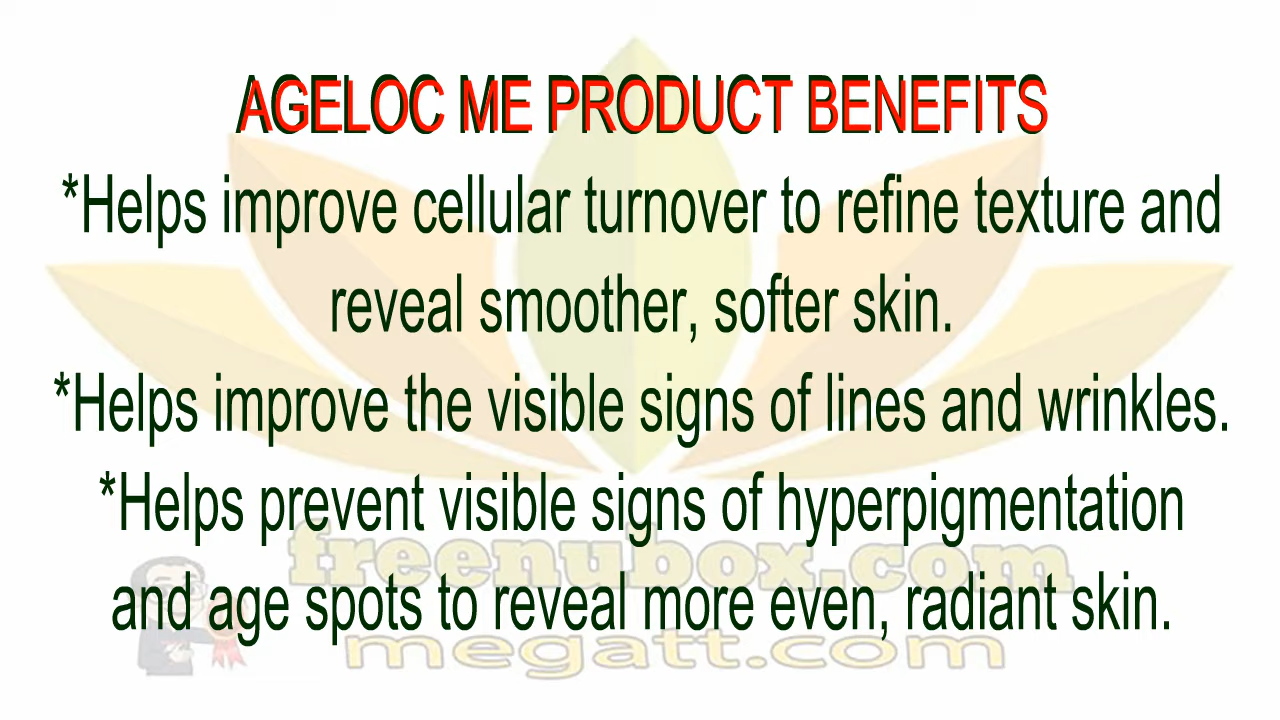 AGELOC ME PRODUCT BENEFITS
*Helps improve cellular turnover to refine texture and
reveal smoother, softer skin.
*Helps improve the visible signs of lines and wrinkles.
*Helps prevent visible signs of hyperpigmentation
freenubox.com
and age spots to reveal more even, radiant skin.
megatt.com